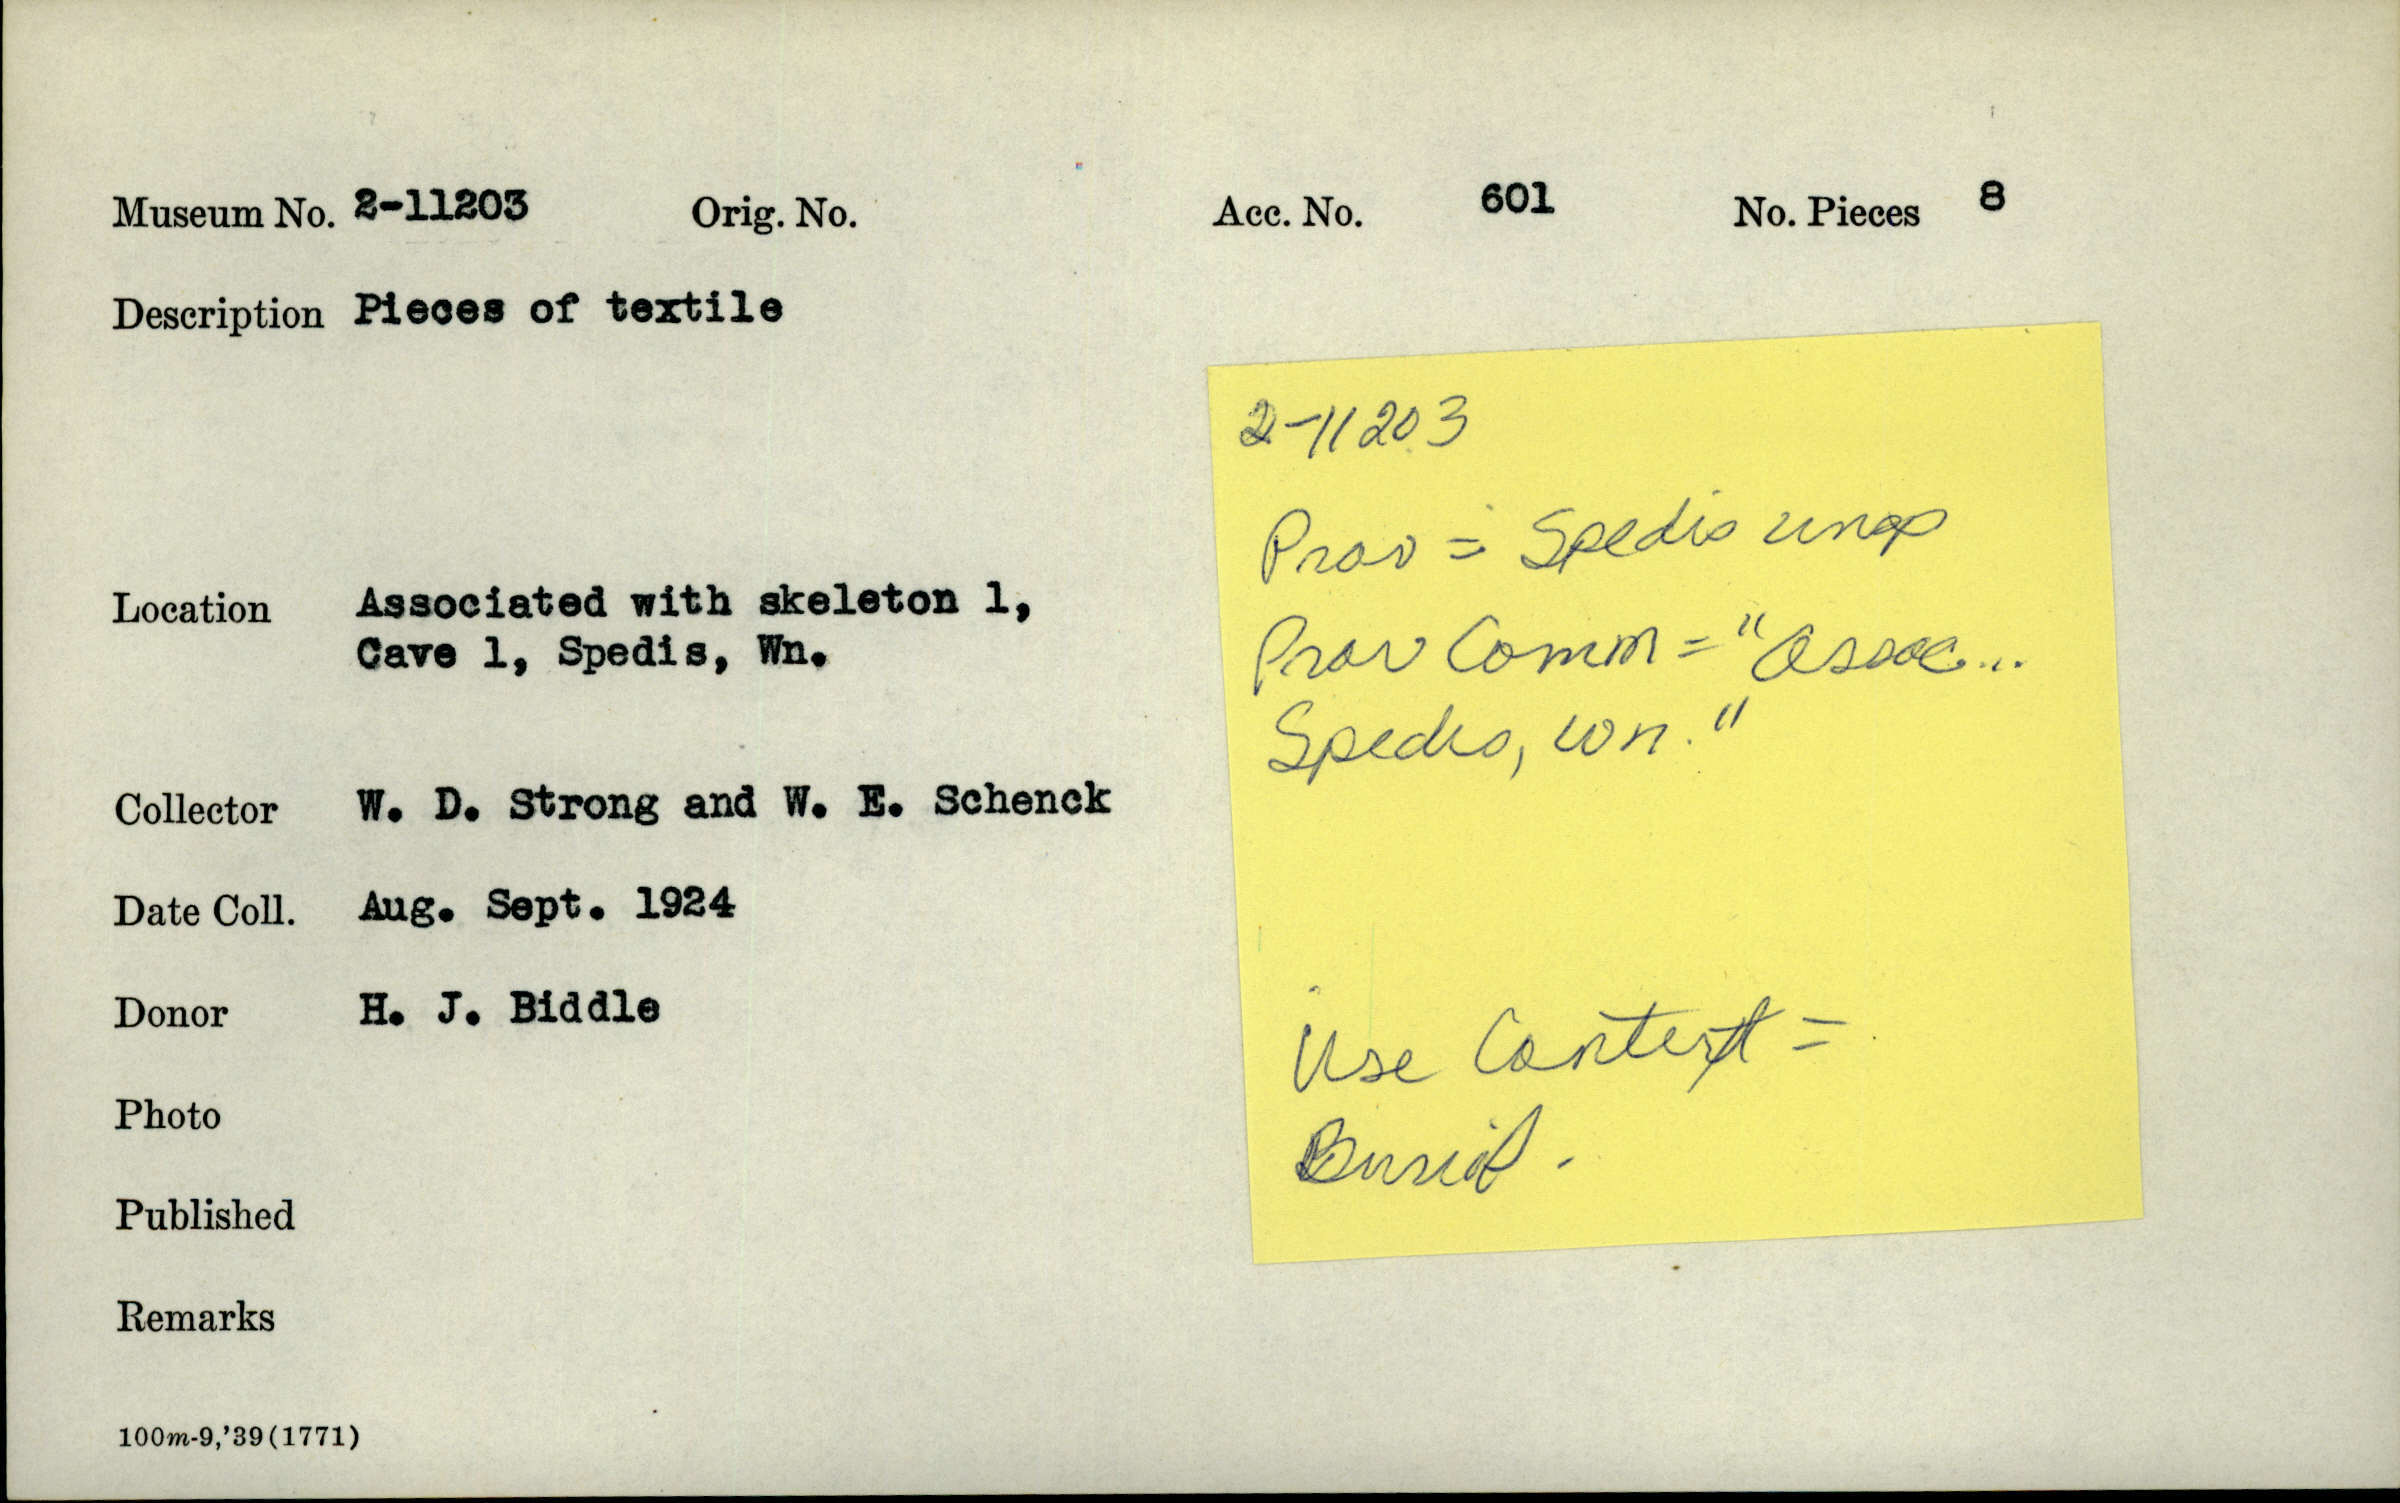 Museum No. 2-11203 Orig. No. Acc. No. 601 No. Pieces 8
Description Pieces of textile
Location Associated with skeleton 1,
Cave 1, Spedis, Wn.
Collector W. D. Strong and W. E. Schenck
Date Coll. Aug. Sept. 1924
Donor H. J. Biddle
Photo
Published
Remarks
100m-9,'39(1771)
2-11203
Prov = Spedis
Prov Comm = "Assoc...
Spedis, Wn."
Use Context =
Burial.